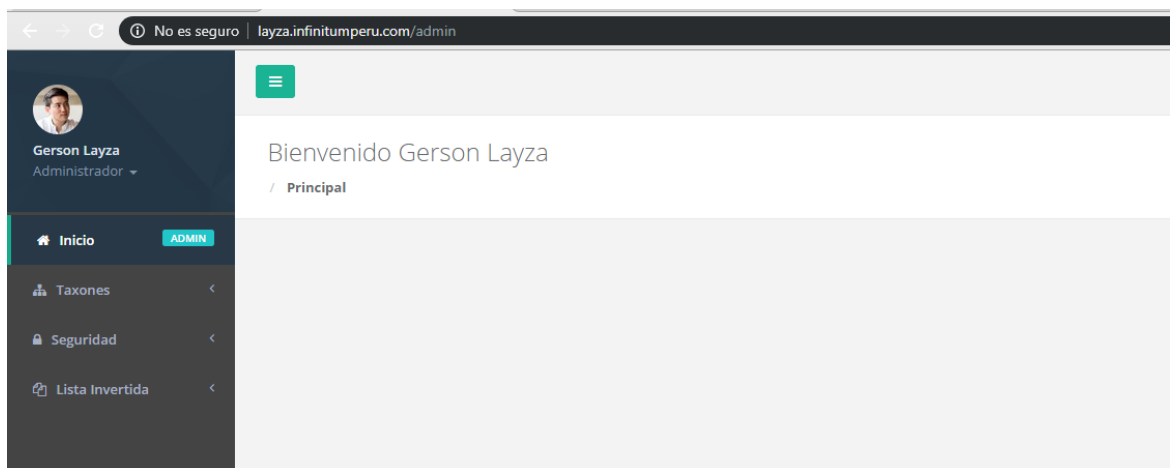 No es seguro | layza.infinitumperu.com/admin
Gerson Layza
Administrador
Bienvenido Gerson Layza
/ Principal
Inicio ADMIN
Taxones
Seguridad
Lista Invertida